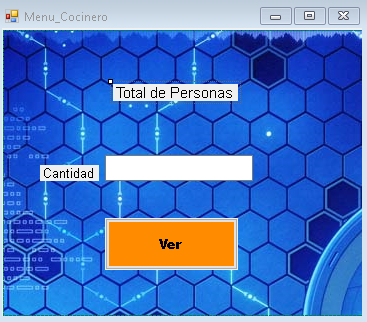 Menu_Cocinero
Total de Personas
Cantidad
Ver